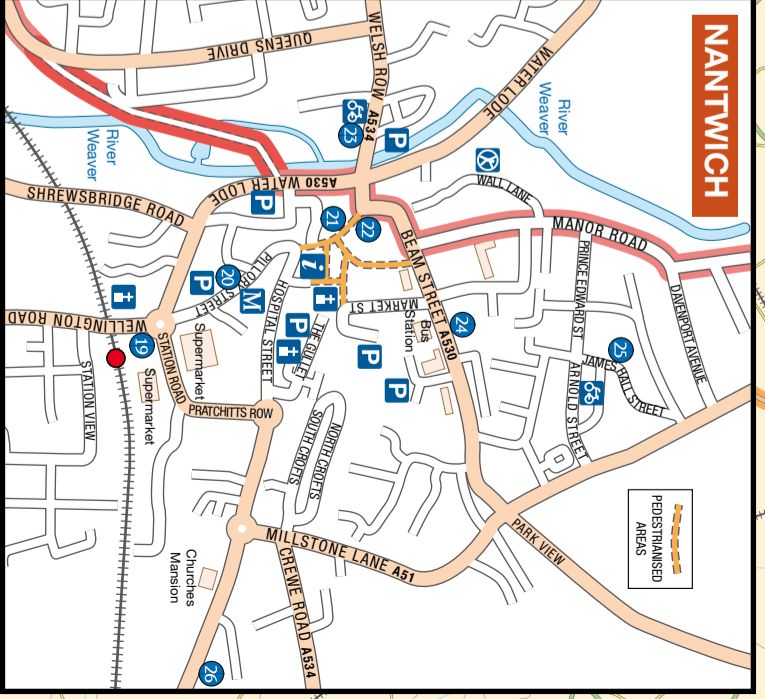 NANTWICH
QUEENS DRIVE
WELSH ROW A534
WATER LODE
River
Weaver
River
Weaver
SHREWSBRIDGE ROAD
A530 WATER LODE
WALL LANE
MANOR ROAD
PRINCE EDWARD ST
DAVENPORT AVENUE
BEAM STREET A530
JAMES HALL STREET
ARNOLD STREET
PILLORY STREET
HOSPITAL STREET
THE GULLET
MARKET ST
Bus
Station
WELLINGTON ROAD
STATION ROAD
STATION VIEW
Supermarket
Supermarket
PRATCHITTS ROW
SOUTH CROFTS
NORTH CROFTS
MILLSTONE LANE A51
CREWE ROAD A534
PARK VIEW
Churches
Mansion
PEDESTRIANISED
AREAS
P
P
P
P
P
P
i
M
19
20
21
22
23
24
25
26